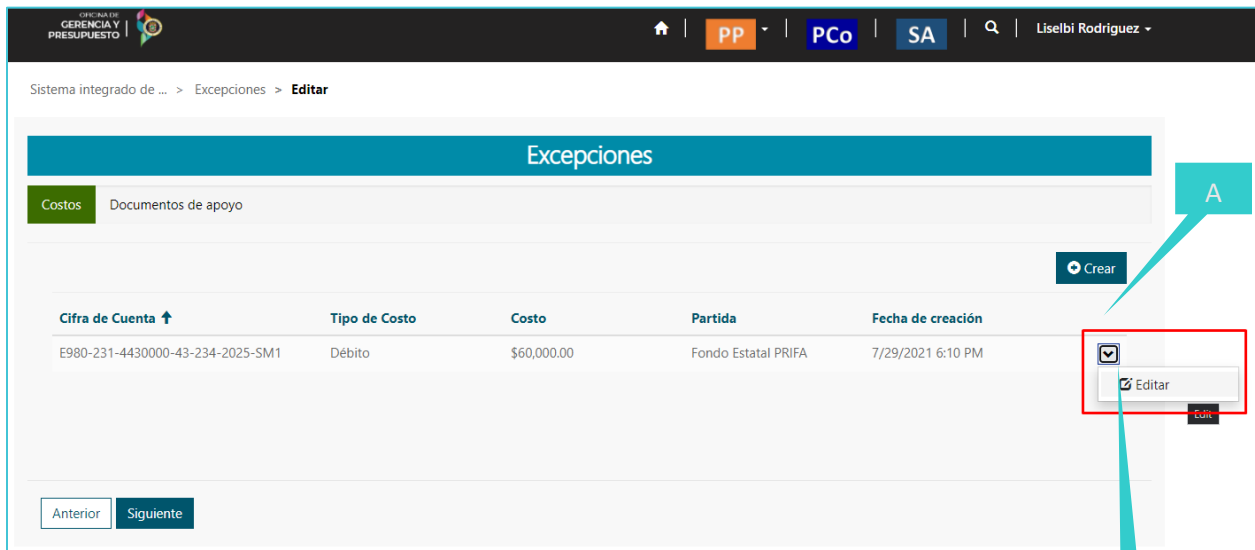 OFICINA DE
GERENCIA Y
PRESUPUESTO
PP
PCo
SA
Liselbi Rodriguez
Sistema integrado de ... > Excepciones > Editar
Excepciones
Costos Documentos de apoyo
A
Crear
Cifra de Cuenta Tipo de Costo Costo Partida Fecha de creación
E980-231-4430000-43-234-2025-SM1 Débito $60,000.00 Fondo Estatal PRIFA 7/29/2021 6:10 PM
Editar
Edit
Anterior Siguiente